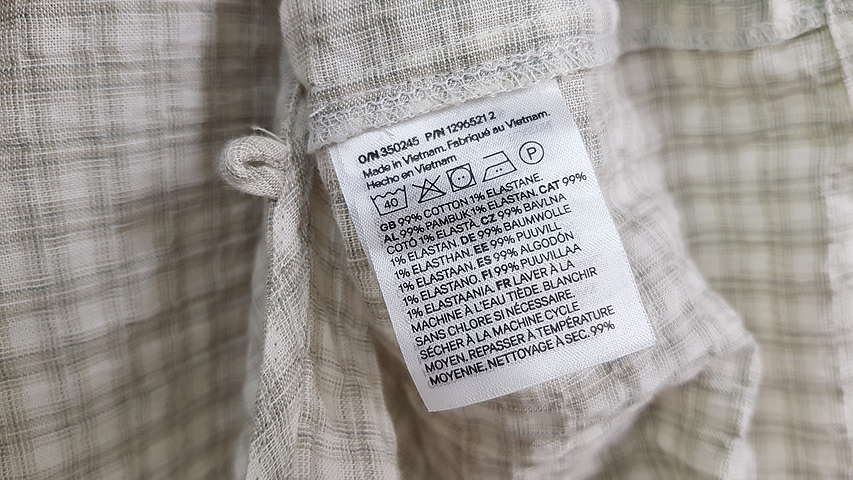 O/N 350245 P/N 1296521 2
Made in Vietnam. Fabriqué au Vietnam.
Hecho en Vietnam
40 P
GB 99% COTTON 1% ELASTANE.
AL 99% PAMBUK 1% ELASTAN. CAT 99%
COTÓ 1% ELASTÀ. CZ 99% BAVLNA
1% ELASTAN. DE 99% BAUMWOLLE
1% ELASTHAN. EE 99% PUUVILL
1% ELASTAAN. ES 99% ALGODÓN
1% ELASTANO. FI 99% PUUVILLAA
1% ELASTAANIA. FR LAVER À LA
MACHINE À L'EAU TIÈDE. BLANCHIR
SANS CHLORE SI NÉCESSAIRE.
SÉCHER À LA MACHINE CYCLE
MOYEN. REPASSER À TEMPÉRATURE
MOYENNE. NETTOYAGE À SEC. 99%